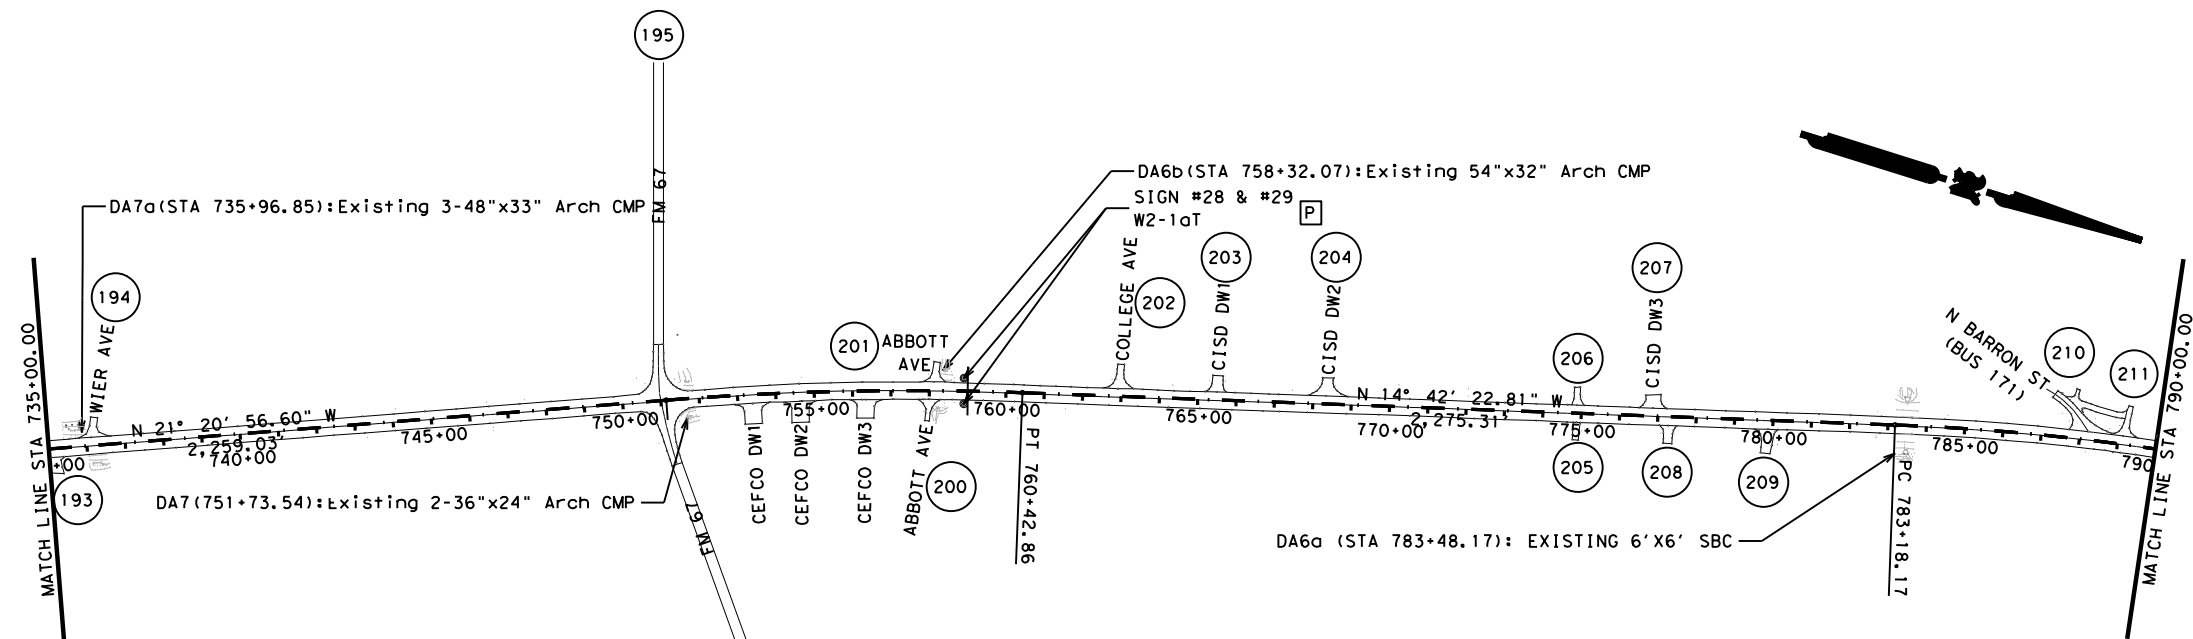 195
DA6b(STA 758+32.07):Existing 54"x32" Arch CMP
SIGN #28 & #29
W2-1aT
P
DA7a(STA 735+96.85):Existing 3-48"x33" Arch CMP
FM 67
194
WIER AVE
201
ABBOTT
AVE
COLLEGE AVE
202
203
CISD DW1
204
CISD DW2
206
207
CISD DW3
N BARRON ST
(BUS 171)
210
211
MATCH LINE STA 735+00.00
MATCH LINE STA 790+00.00
N 21° 20' 56.60" W
2,259.03'
N 14° 42' 22.81" W
2,275.31'
+00
740+00
745+00
750+00
755+00
760+00
765+00
770+00
775+00
780+00
785+00
790
193
DA7(751+73.54):Existing 2-36"x24" Arch CMP
FM 67
CEFCO DW1
CEFCO DW2
CEFCO DW3
ABBOTT AVE
200
PT 760+42.86
205
208
209
DA6a (STA 783+48.17): EXISTING 6'X6' SBC
PC 783+18.17